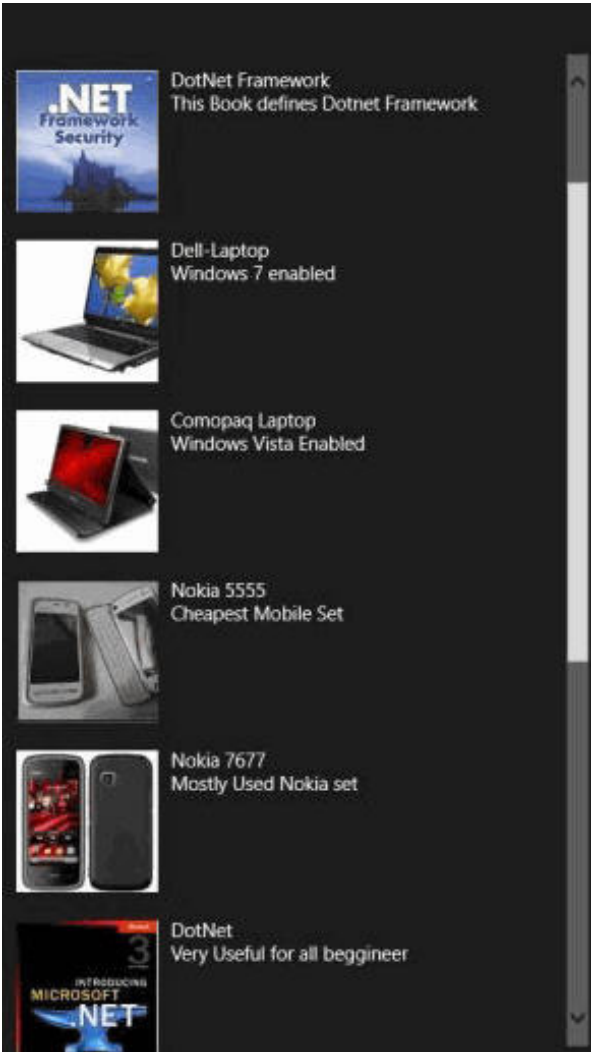 .NET
Framework
Security
DotNet Framework
This Book defines Dotnet Framework
Dell-Laptop
Windows 7 enabled
Comopaq Laptop
Windows Vista Enabled
Nokia 5555
Cheapest Mobile Set
Nokia 7677
Mostly Used Nokia set
3
INTRODUCING
MICROSOFT
.NET
DotNet
Very Useful for all beggineer